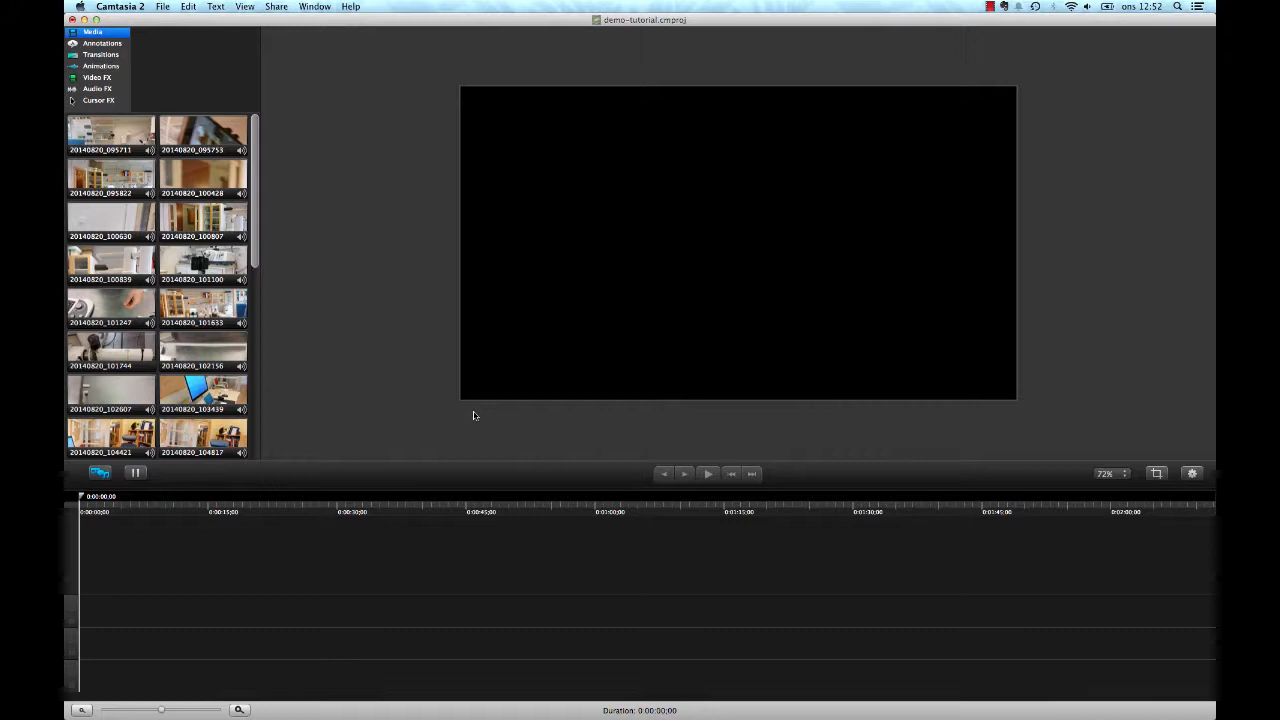 Camtasia 2 File Edit Text View Share Window Help ons 12:52
demo-tutorial.cmproj
Media
Annotations
Transitions
Animations
Video FX
Audio FX
Cursor FX
20140820_095711 20140820_095753
20140820_095822 20140820_100428
20140820_100630 20140820_100807
20140820_100839 20140820_101100
20140820_101247 20140820_101633
20140820_101744 20140820_102156
20140820_102607 20140820_103439
20140820_104421 20140820_104817
72%
0:00:00;00
0:00:00;00 0:00:15;00 0:00:30;00 0:00:45;00 0:01:00;00 0:01:15;00 0:01:30;00 0:01:45;00 0:02:00;00
Duration: 0:00:00;00